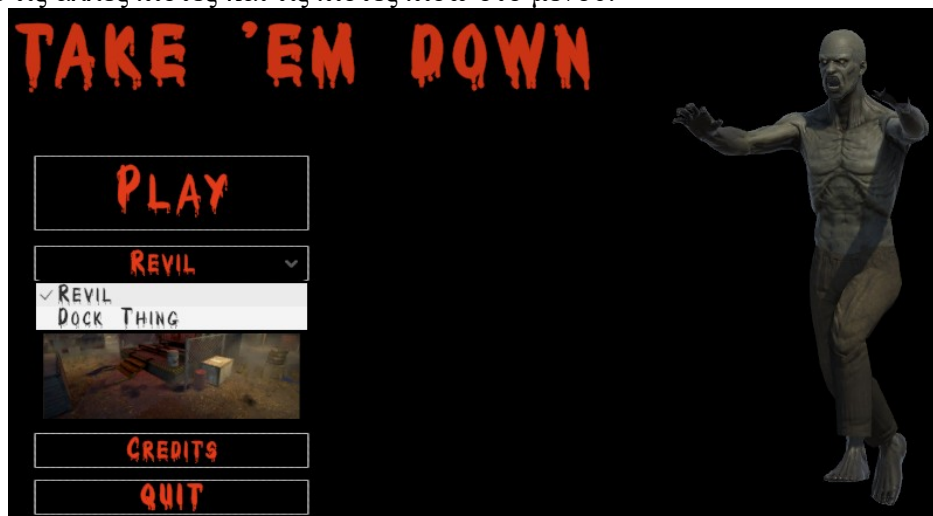 TAKE 'EM DOWN
PLAY
REVIL
REVIL
DOCK THING
CREDITS
QUIT